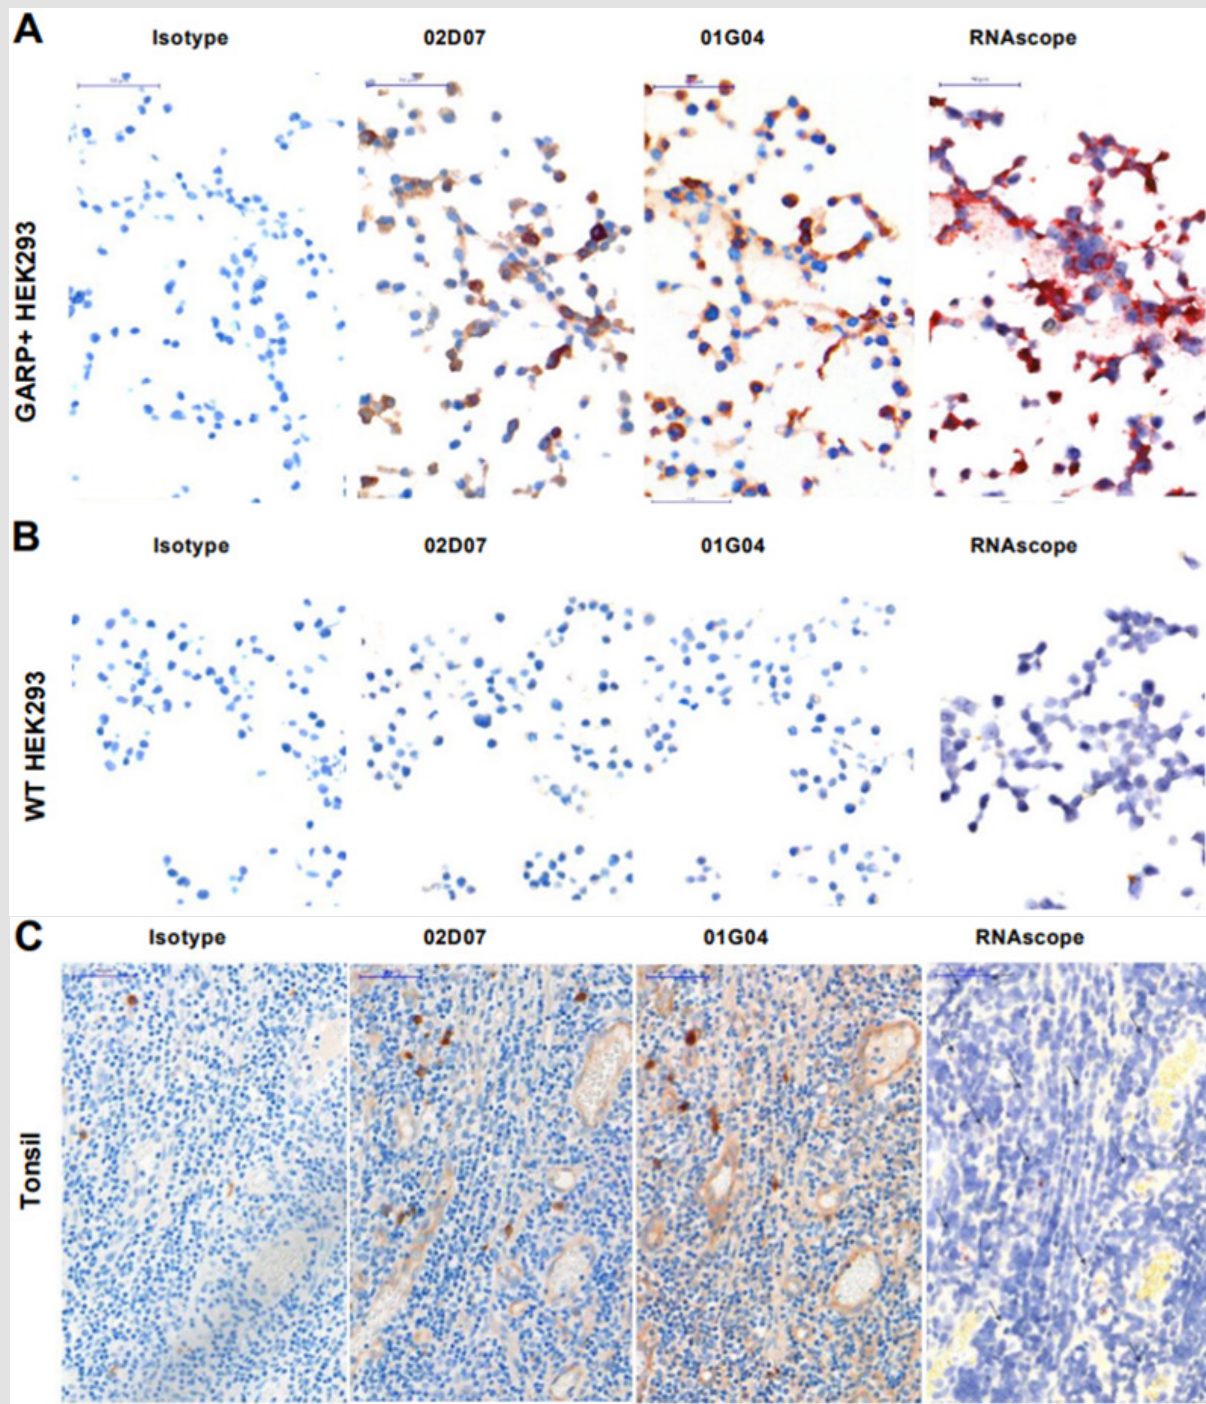 A
Isotype 02D07 01G04 RNAscope
GARP+ HEK293
B
Isotype 02D07 01G04 RNAscope
WT HEK293
C
Isotype 02D07 01G04 RNAscope
Tonsil